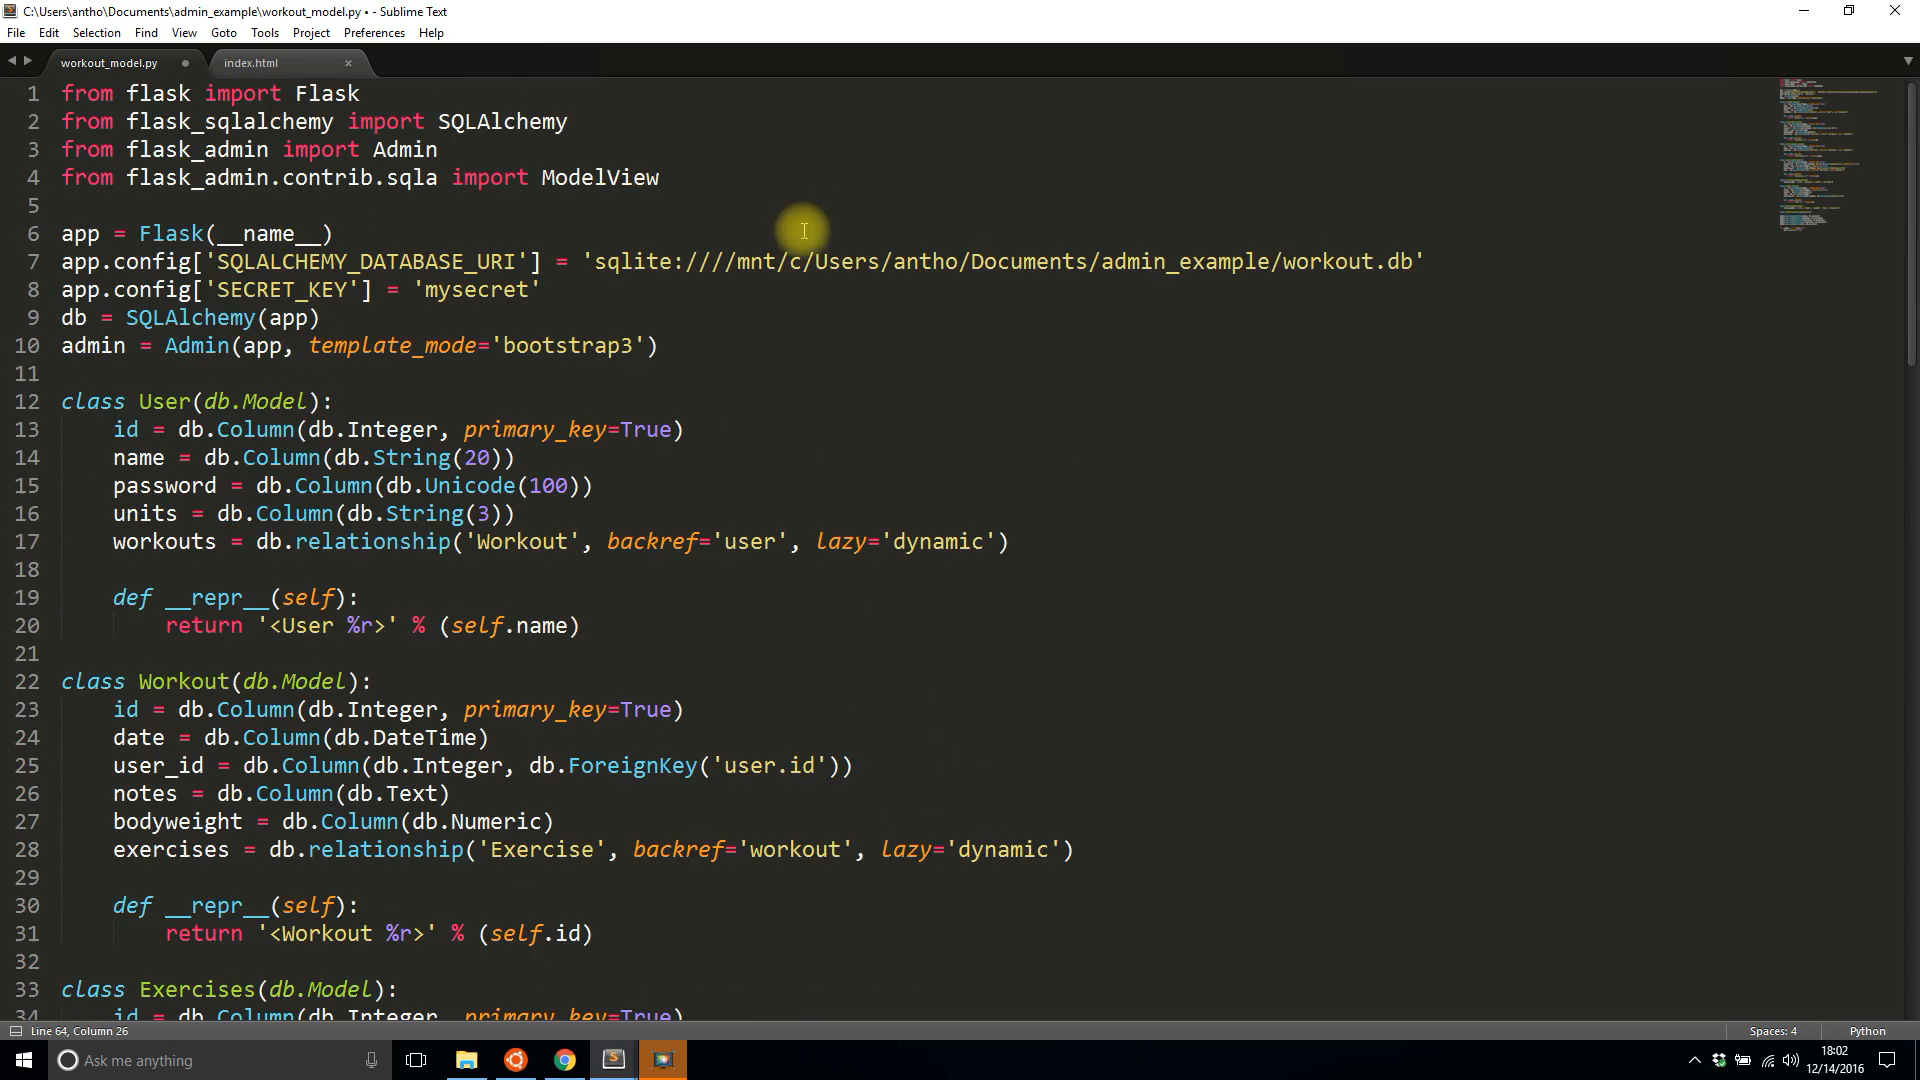 C:\Users\antho\Documents\admin_example\workout_model.py • - Sublime Text
File Edit Selection Find View Goto Tools Project Preferences Help
workout_model.py index.html
1 from flask import Flask
2 from flask_sqlalchemy import SQLAlchemy
3 from flask_admin import Admin
4 from flask_admin.contrib.sqla import ModelView
5
6 app = Flask(__name__)
7 app.config['SQLALCHEMY_DATABASE_URI'] = 'sqlite:////mnt/c/Users/antho/Documents/admin_example/workout.db'
8 app.config['SECRET_KEY'] = 'mysecret'
9 db = SQLAlchemy(app)
10 admin = Admin(app, template_mode='bootstrap3')
11
12 class User(db.Model):
13     id = db.Column(db.Integer, primary_key=True)
14     name = db.Column(db.String(20))
15     password = db.Column(db.Unicode(100))
16     units = db.Column(db.String(3))
17     workouts = db.relationship('Workout', backref='user', lazy='dynamic')
18
19     def __repr__(self):
20         return '<User %r>' % (self.name)
21
22 class Workout(db.Model):
23     id = db.Column(db.Integer, primary_key=True)
24     date = db.Column(db.DateTime)
25     user_id = db.Column(db.Integer, db.ForeignKey('user.id'))
26     notes = db.Column(db.Text)
27     bodyweight = db.Column(db.Numeric)
28     exercises = db.relationship('Exercise', backref='workout', lazy='dynamic')
29
30     def __repr__(self):
31         return '<Workout %r>' % (self.id)
32
33 class Exercises(db.Model):
34     id = db.Column(db.Integer, primary_key=True)
Line 64, Column 26 Spaces: 4 Python
Ask me anything 18:02
12/14/2016